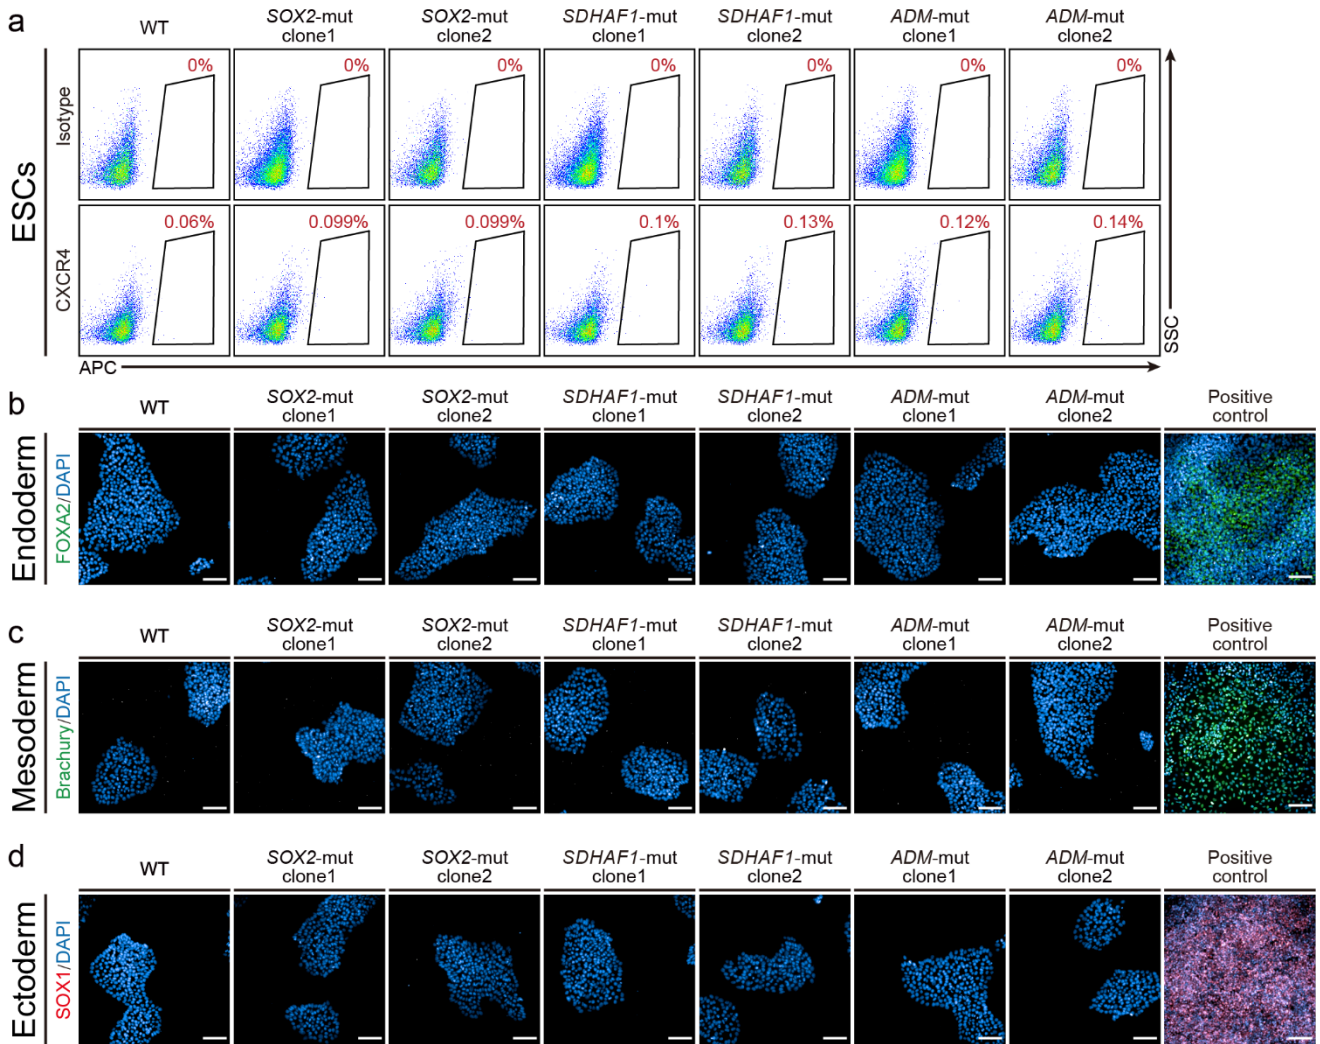 a
WT
SOX2-mut clone1
SOX2-mut clone2
SDHAF1-mut clone1
SDHAF1-mut clone2
ADM-mut clone1
ADM-mut clone2
ESCs
Isotype
0%
0%
0%
0%
0%
0%
0%
CXCR4
0.06%
0.099%
0.099%
0.1%
0.13%
0.12%
0.14%
SSC
APC
b
WT
SOX2-mut clone1
SOX2-mut clone2
SDHAF1-mut clone1
SDHAF1-mut clone2
ADM-mut clone1
ADM-mut clone2
Positive control
Endoderm
FOXA2/DAPI
c
WT
SOX2-mut clone1
SOX2-mut clone2
SDHAF1-mut clone1
SDHAF1-mut clone2
ADM-mut clone1
ADM-mut clone2
Positive control
Mesoderm
Brachury/DAPI
d
WT
SOX2-mut clone1
SOX2-mut clone2
SDHAF1-mut clone1
SDHAF1-mut clone2
ADM-mut clone1
ADM-mut clone2
Positive control
Ectoderm
SOX1/DAPI